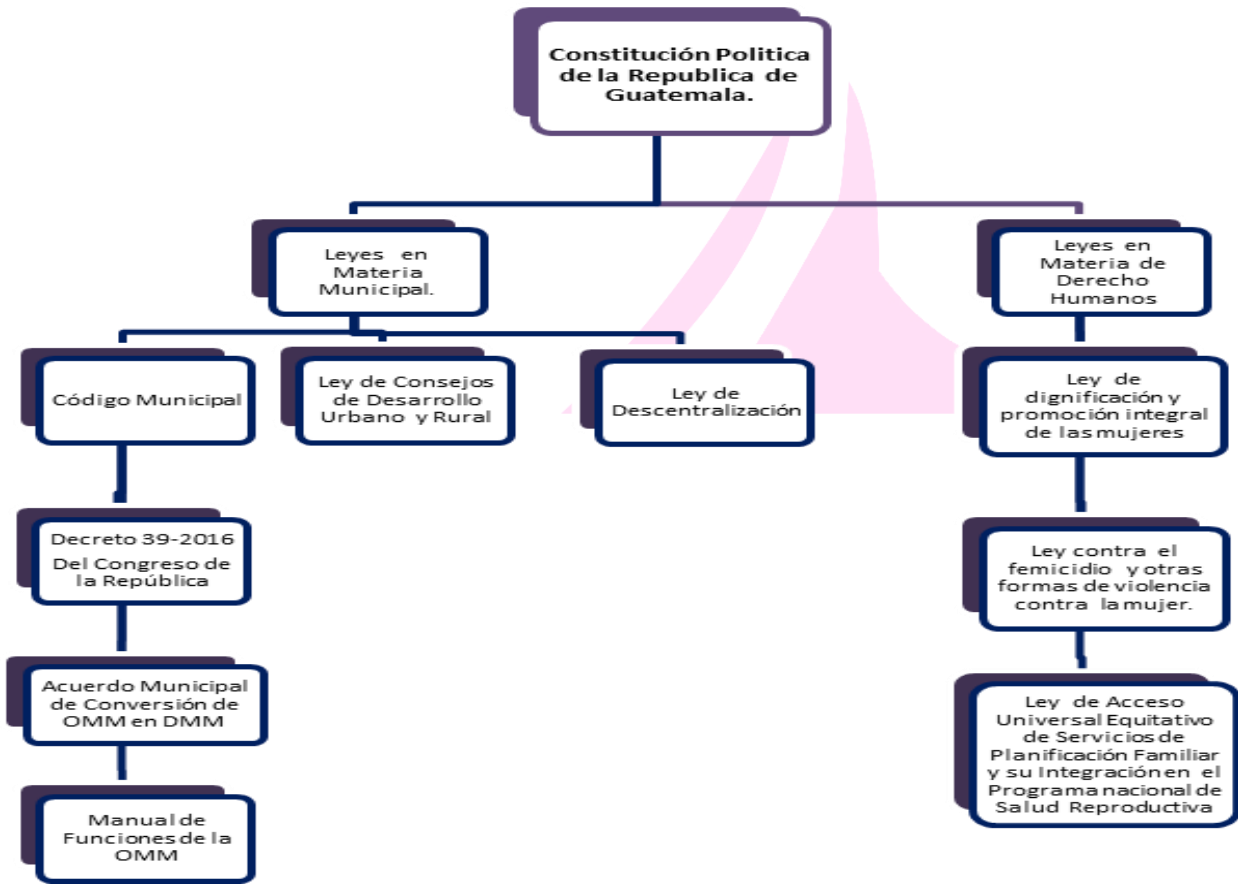 Constitución Politica
de la Republica de
Guatemala.
Leyes en
Materia
Municipal.
Leyes en
Materia de
Derecho
Humanos
Código Municipal
Ley de Consejos
de Desarrollo
Urbano y Rural
Ley de
Descentralización
Ley de
dignificación y
promoción integral
de las mujeres
Decreto 39-2016
Del Congreso de
la República
Ley contra el
femicidio y otras
formas de violencia
contra la mujer.
Acuerdo Municipal
de Conversión de
OMM en DMM
Ley de Acceso
Universal Equitativo
de Servicios de
Planificación Familiar
y su Integración en el
Programa nacional de
Salud Reproductiva
Manual de
Funciones de la
OMM